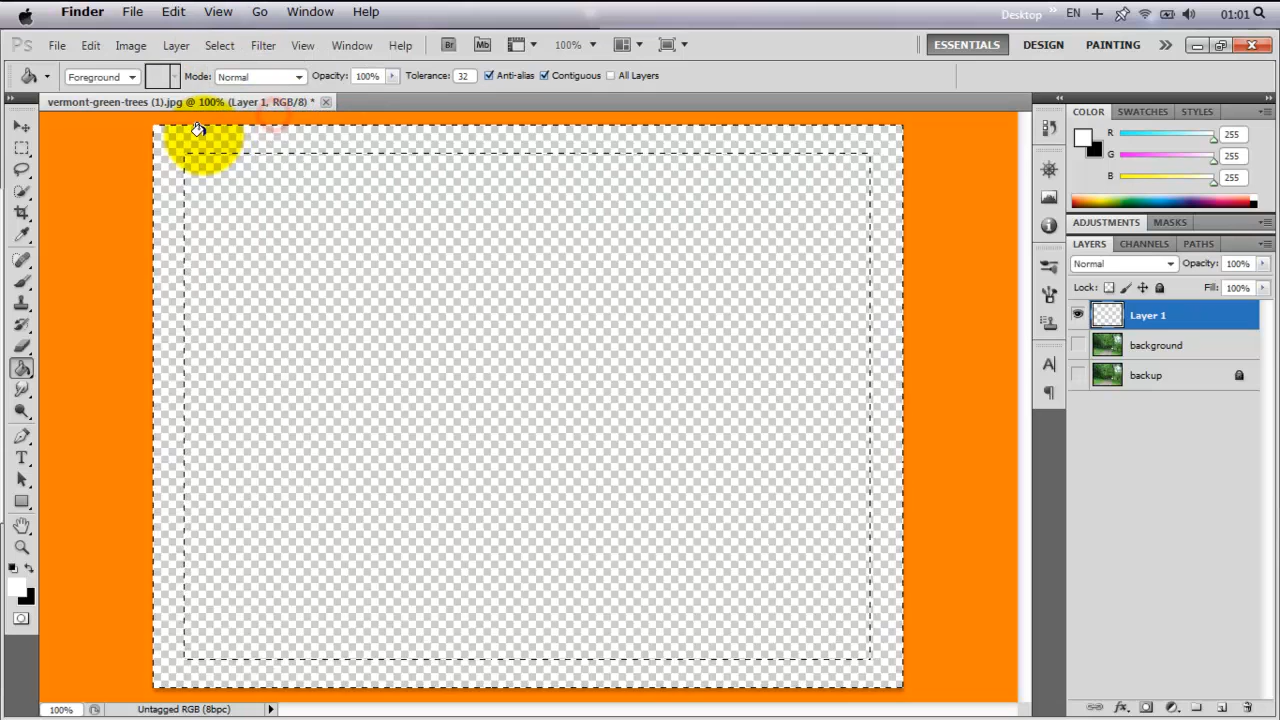 Finder File Edit View Go Window Help Desktop » EN 01:01
Ps File Edit Image Layer Select Filter View Window Help Br Mb 100% ESSENTIALS DESIGN PAINTING
Foreground Mode: Normal Opacity: 100% Tolerance: 32 Anti-alias Contiguous All Layers
vermont-green-trees (1).jpg @ 100% (Layer 1, RGB/8) *
COLOR SWATCHES STYLES
R 255
G 255
B 255
ADJUSTMENTS MASKS
LAYERS CHANNELS PATHS
Normal Opacity: 100%
Lock: Fill: 100%
Layer 1
background
backup
100% Untagged RGB (8bpc)